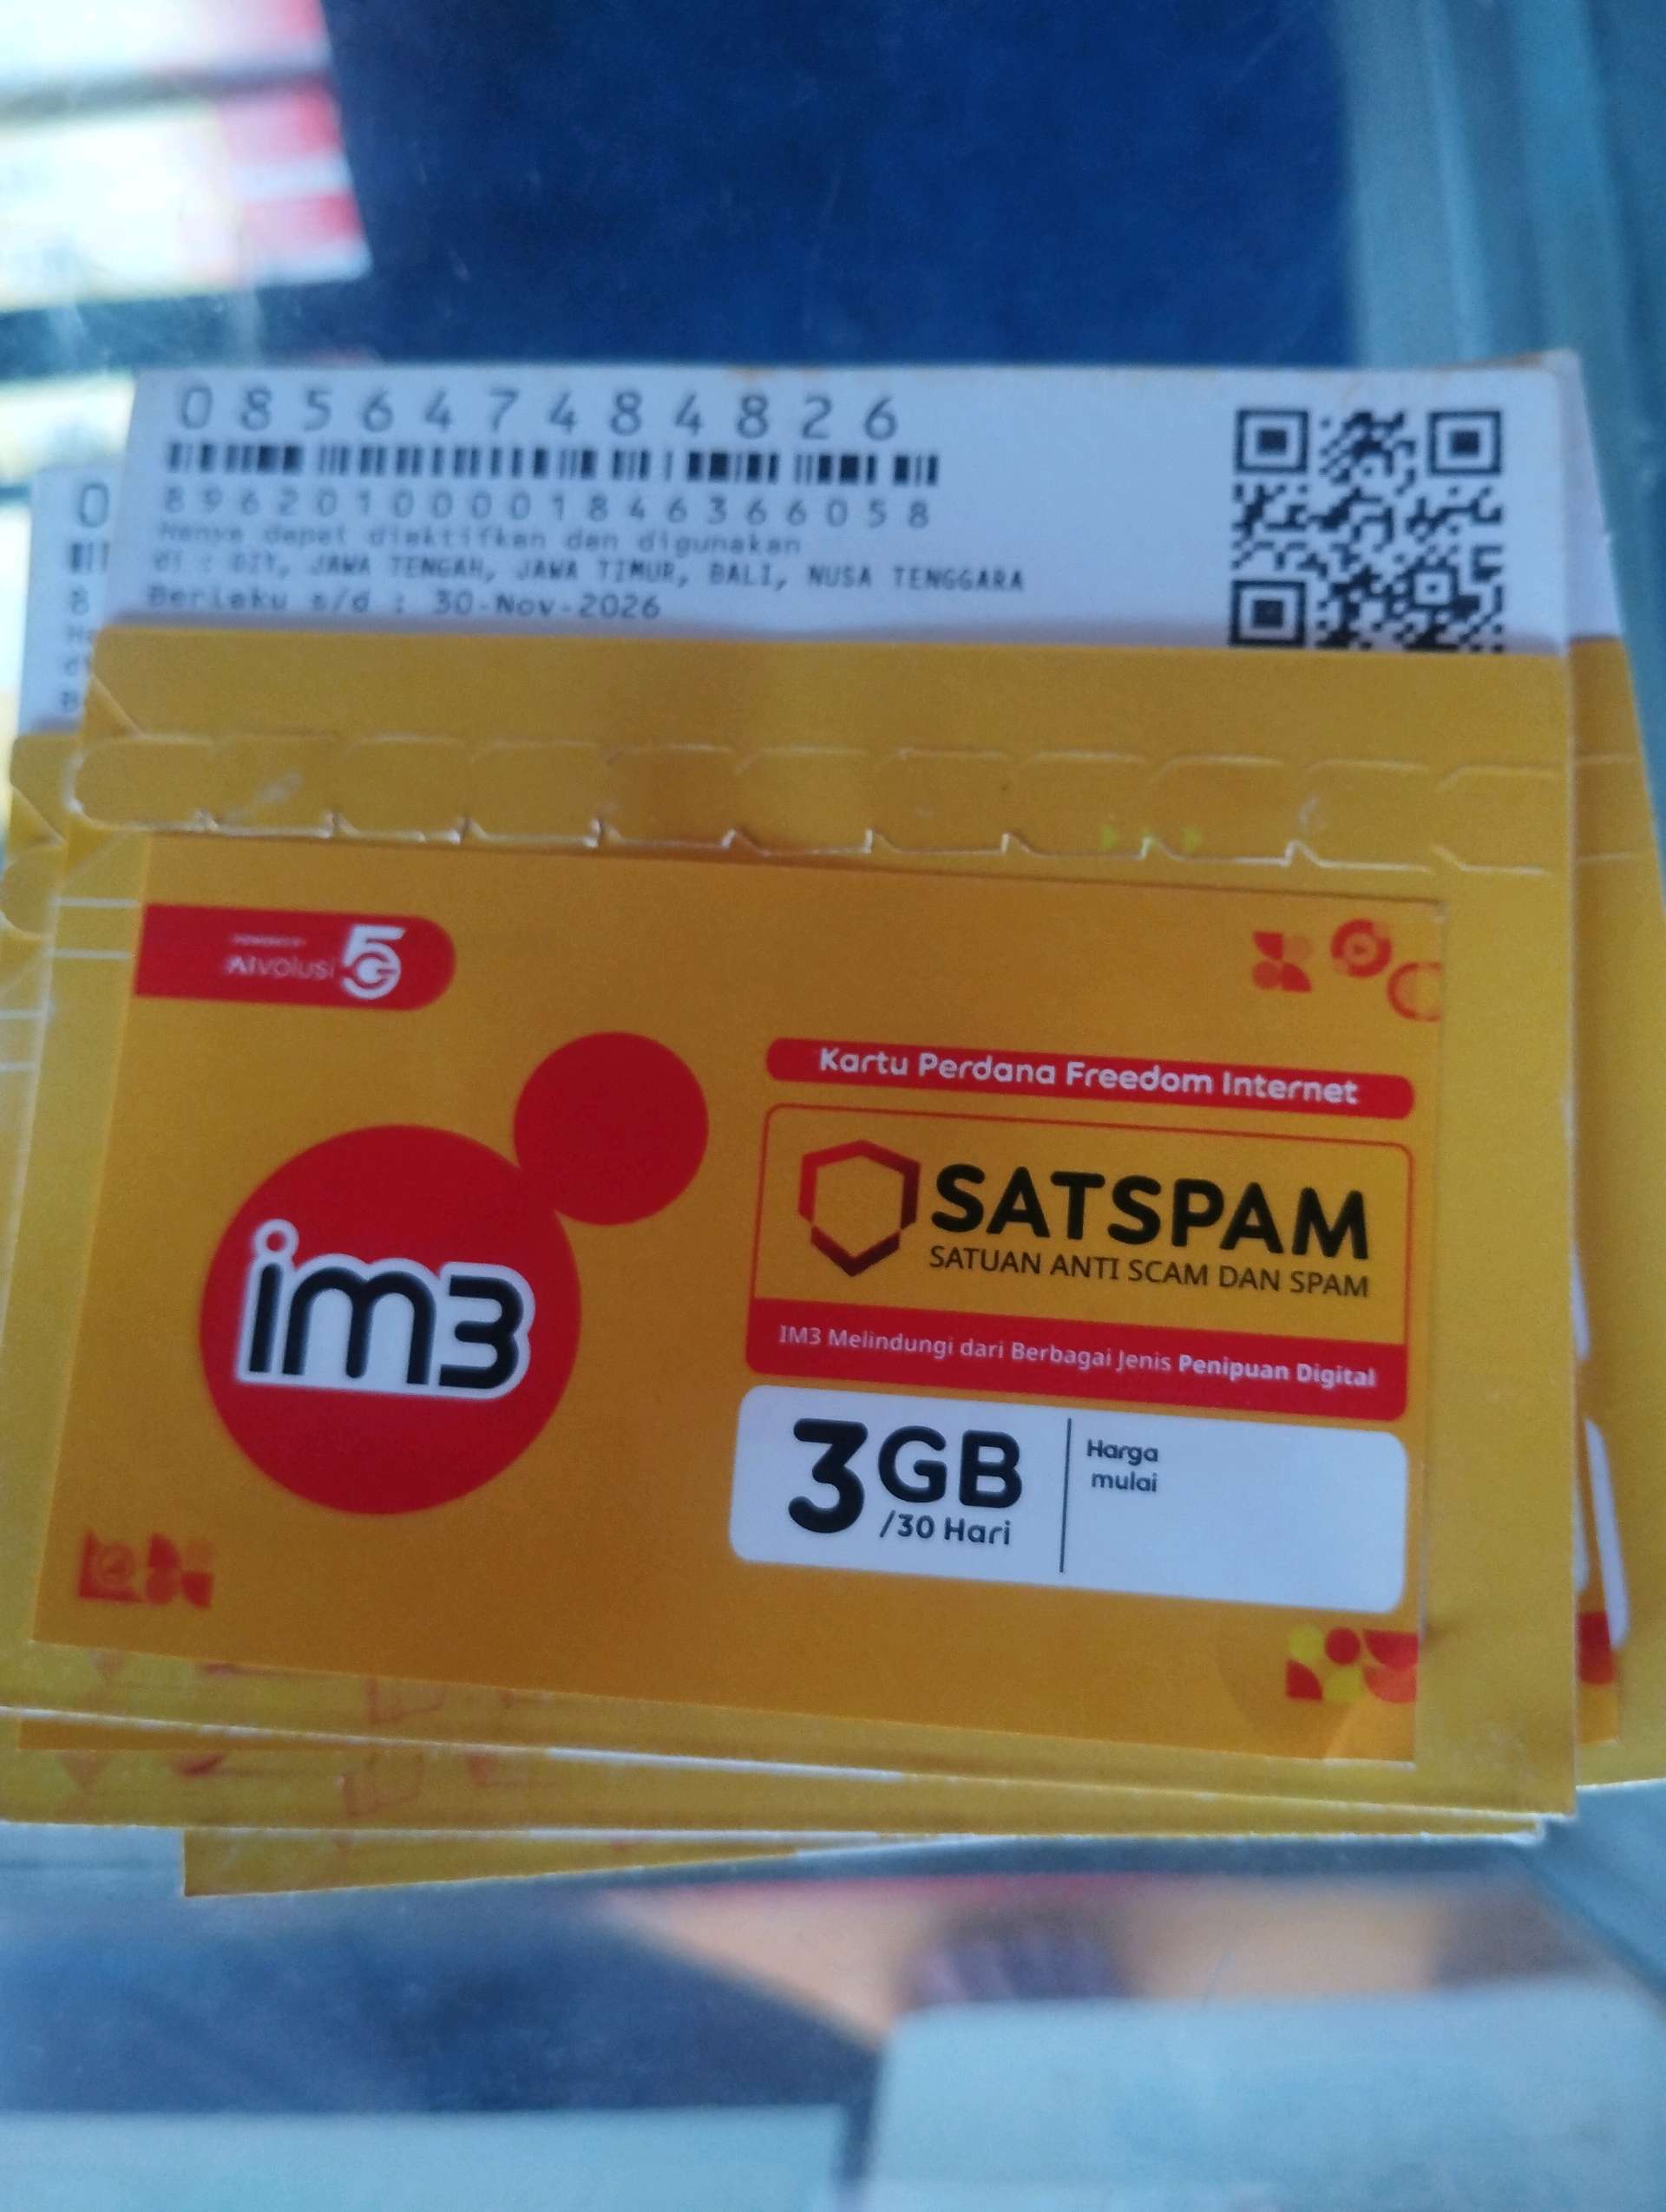 085647484826
8962010000184636605 8
Hanya dapat diaktifkan dan digunakan
di : DIY, JAWA TENGAH, JAWA TIMUR, BALI, NUSA TENGGARA
Berlaku s/d : 30-Nov-2026
AIvolusi 5G
Kartu Perdana Freedom Internet
im3
SATSPAM
SATUAN ANTI SCAM DAN SPAM
IM3 Melindungi dari Berbagai Jenis Penipuan Digital
3GB
/30 Hari
Harga
mulai